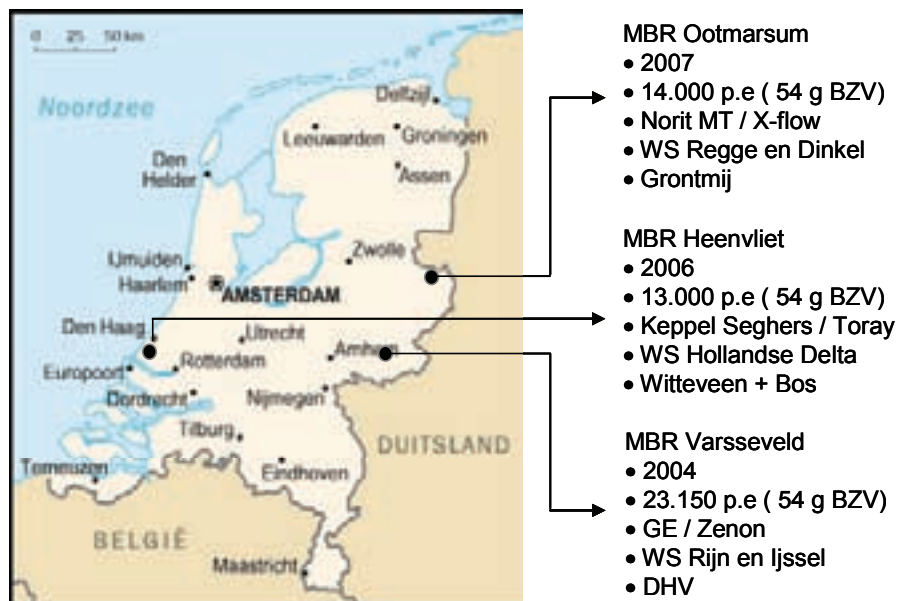 0 25 50 km
Noordzee
Delfzijl
Leeuwarden
Groningen
Den
Helder
Assen
Zwolle
IJmuiden
Haarlem
AMSTERDAM
Den Haag
Utrecht
Arnhem
Europoort
Rotterdam
Dordrecht
Nijmegen
Tilburg
DUITSLAND
Terneuzen
Eindhoven
BELGIË
Maastricht
MBR Ootmarsum
• 2007
• 14.000 p.e ( 54 g BZV)
• Norit MT / X-flow
• WS Regge en Dinkel
• Grontmij
MBR Heenvliet
• 2006
• 13.000 p.e ( 54 g BZV)
• Keppel Seghers / Toray
• WS Hollandse Delta
• Witteveen + Bos
MBR Varsseveld
• 2004
• 23.150 p.e ( 54 g BZV)
• GE / Zenon
• WS Rijn en Ijssel
• DHV